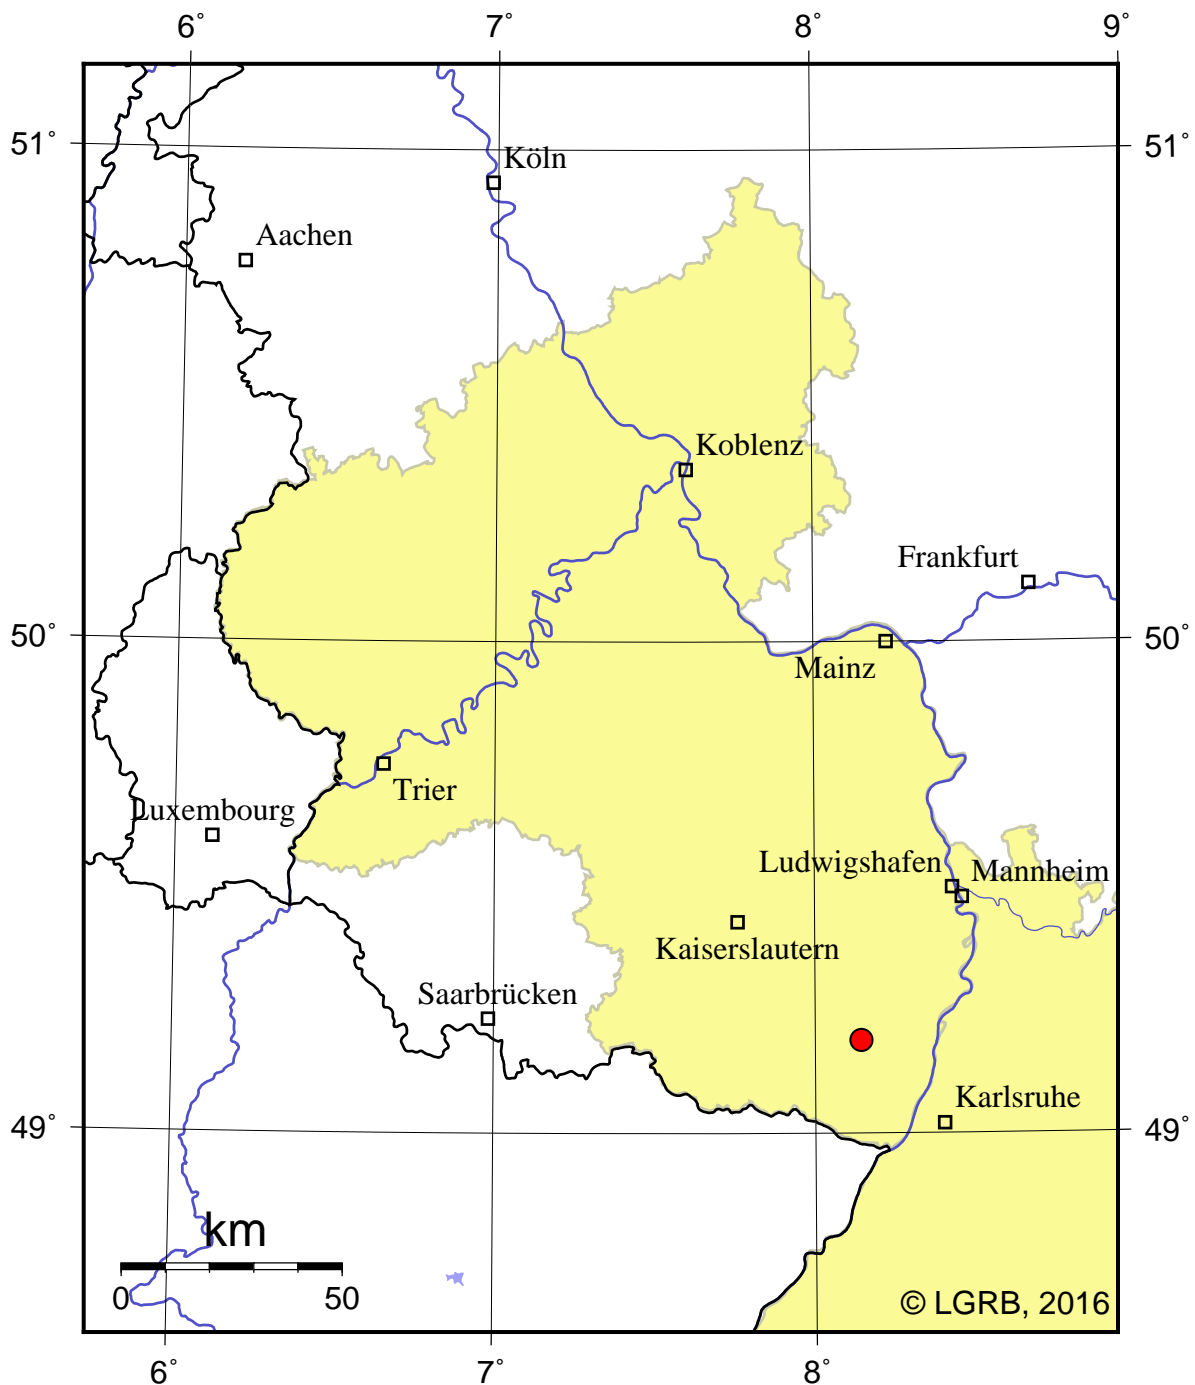 6° 7° 8° 9°
51° 51°
Köln
Aachen
Koblenz
Frankfurt
50° 50°
Mainz
Trier
Luxembourg
Ludwigshafen
Mannheim
Kaiserslautern
Saarbrücken
Karlsruhe
49° 49°
km
0 50
© LGRB, 2016
6° 7° 8°